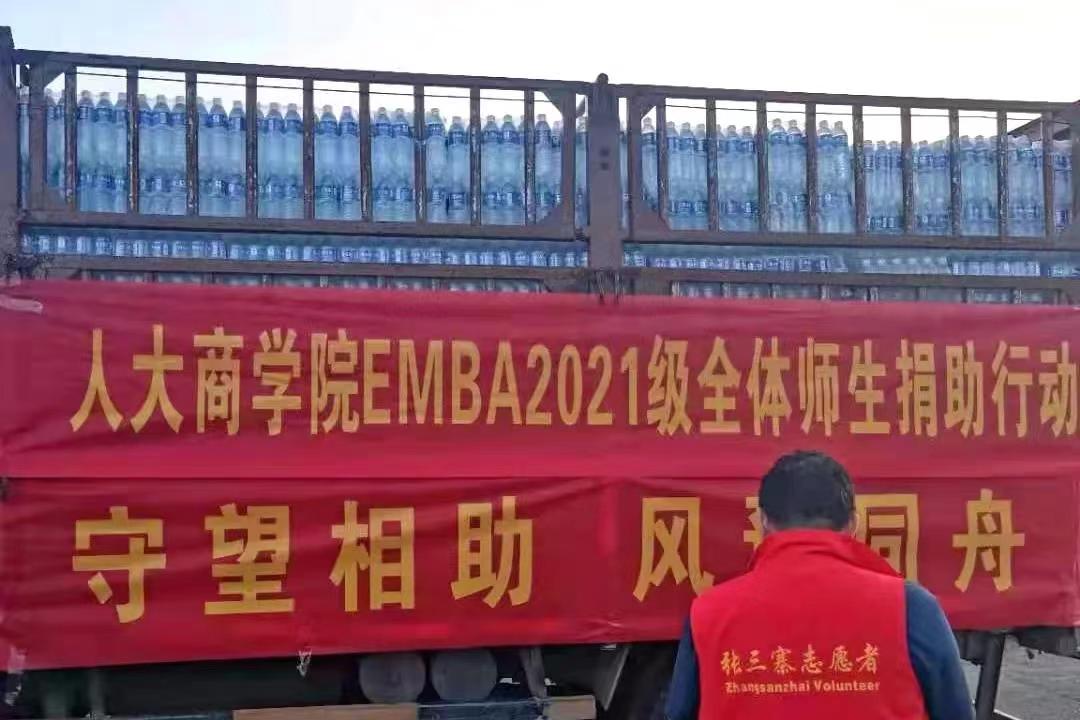 人大商学院EMBA2021级全体师生捐助行动
守望相助 风 同舟
张三寨志愿者
Zhangsanzhai Volunteer